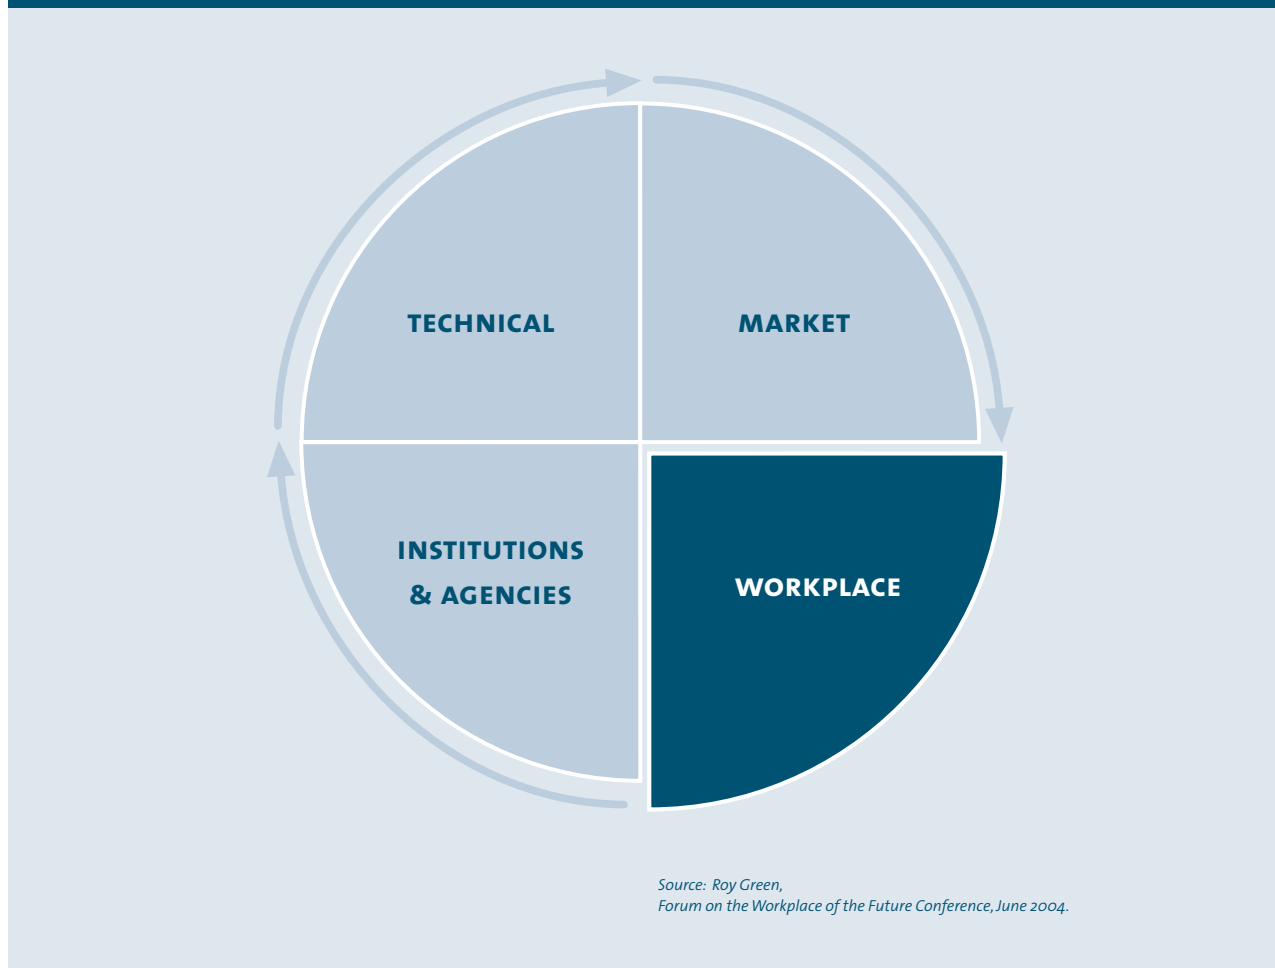 TECHNICAL
MARKET
INSTITUTIONS
& AGENCIES
WORKPLACE
Source: Roy Green,
Forum on the Workplace of the Future Conference, June 2004.